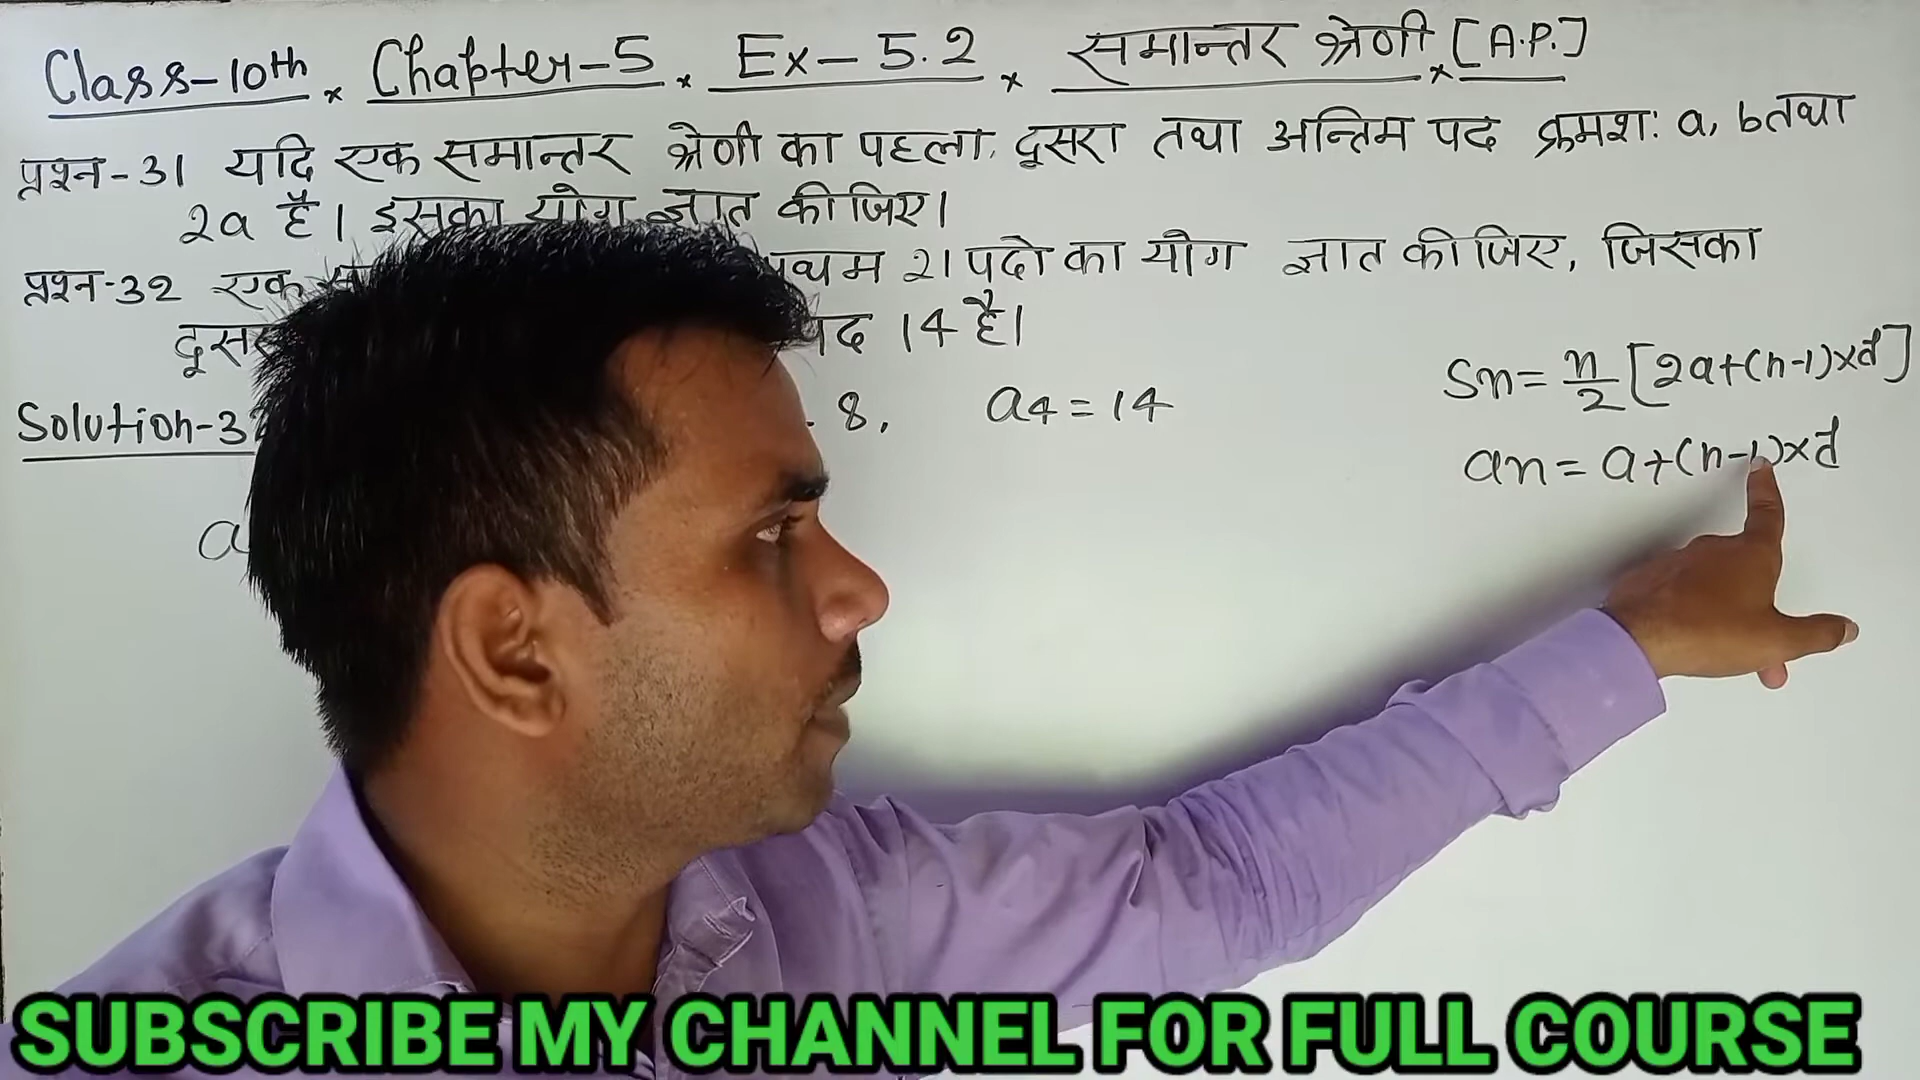 Class-10th × Chapter-5 × Ex-5.2 × समान्तर श्रेणी × [A.P.]
प्रश्न-31 यदि एक समान्तर श्रेणी का पहला, दूसरा तथा अन्तिम पद क्रमश: a, b तथा
2a है। इसका योग ज्ञात कीजिए।
प्रश्न-32 एक 21 पदो का योग ज्ञात कीजिए, जिसका
पद 14 है।
Sn = n/2 [2a+(n-1)×d]
8, a4 = 14
an = a+(n-1)×d
a
SUBSCRIBE MY CHANNEL FOR FULL COURSE